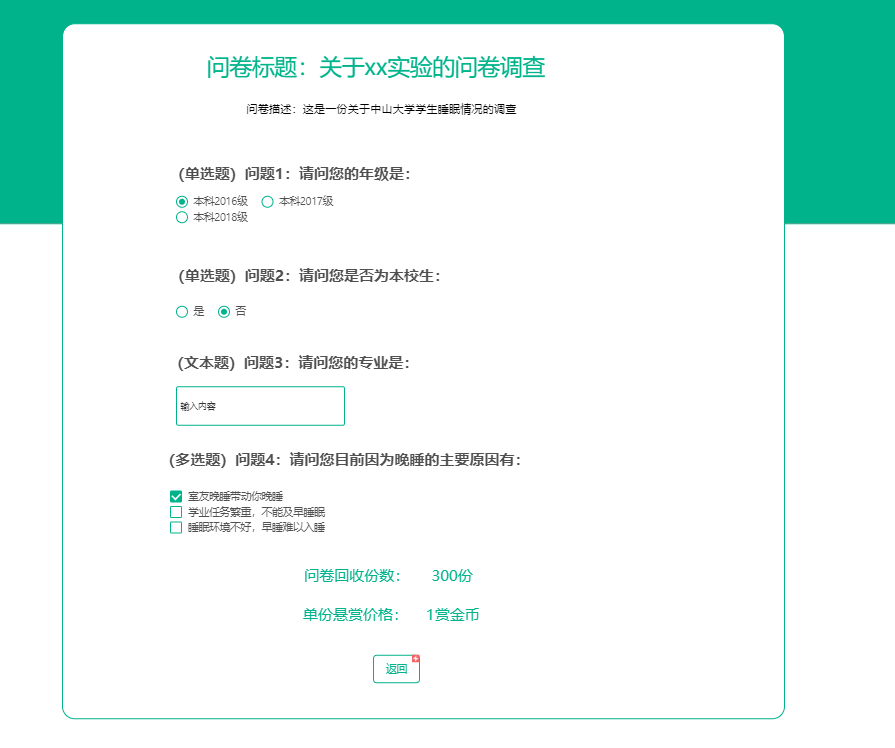 问卷标题：关于xx实验的问卷调查
问卷描述：这是一份关于中山大学学生睡眠情况的调查
(单选题) 问题1：请问您的年级是：
本科2016级 本科2017级
本科2018级
(单选题) 问题2：请问您是否为本校生：
是 否
(文本题) 问题3：请问您的专业是：
输入内容
(多选题) 问题4：请问您目前因为晚睡的主要原因有：
室友晚睡带动你晚睡
学业任务繁重，不能及早睡眠
睡眠环境不好，早睡难以入睡
问卷回收份数： 300份
单份悬赏价格： 1赏金币
返回